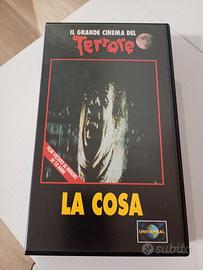 IL GRANDE CINEMA DEL
Terrore
LA COSA
UNIVERSAL
subito